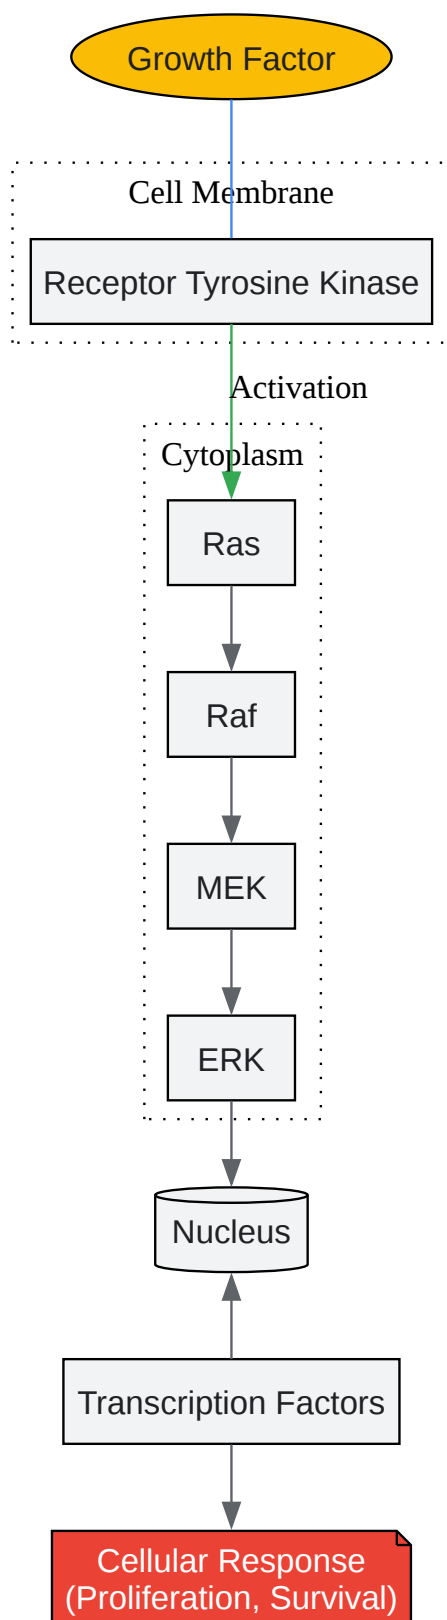 Growth Factor
Cell Membrane
Receptor Tyrosine Kinase
Activation
Cytoplasm
Ras
Raf
MEK
ERK
Nucleus
Transcription Factors
Cellular Response
(Proliferation, Survival)